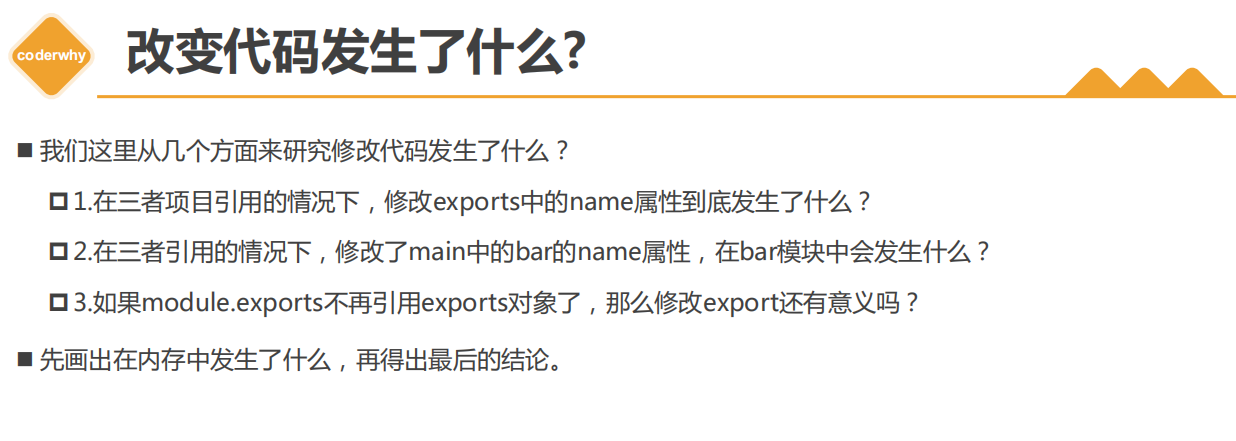 coderwhy
改变代码发生了什么?
■ 我们这里从几个方面来研究修改代码发生了什么？
1.在三者项目引用的情况下，修改exports中的name属性到底发生了什么？
2.在三者引用的情况下，修改了main中的bar的name属性，在bar模块中会发生什么？
3.如果module.exports不再引用exports对象了，那么修改export还有意义吗？
■ 先画出在内存中发生了什么，再得出最后的结论。